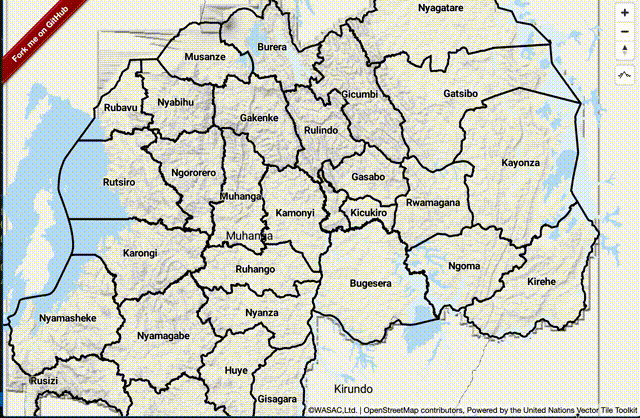 Fork me on GitHub
Nyagatare
Burera
Musanze
Gicumbi
Gatsibo
Rubavu
Nyabihu
Gakenke
Rulindo
Kayonza
Ngororero
Gasabo
Rutsiro
Muhanga
Rwamagana
Kamonyi
Kicukiro
Muhanga
Karongi
Ruhango
Ngoma
Bugesera
Kirehe
Nyamasheke
Nyanza
Nyamagabe
Huye
Rusizi
Kirundo
Gisagara
©WASAC,Ltd. | OpenStreetMap contributors, Powered by the United Nations Vector Tile Toolkit